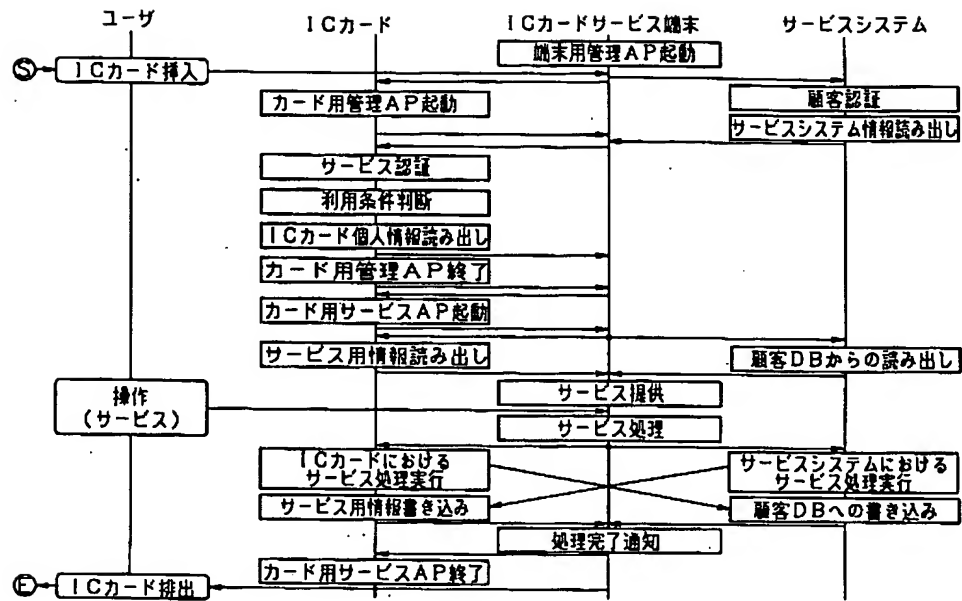 ユーザ
ICカード
ICカードサービス端末
サービスシステム
端末用管理AP起動
S
ICカード挿入
カード用管理AP起動
顧客認証
サービスシステム情報読み出し
サービス認証
利用条件判断
ICカード個人情報読み出し
カード用管理AP終了
カード用サービスAP起動
サービス用情報読み出し
顧客DBからの読み出し
操作
(サービス)
サービス提供
サービス処理
ICカードにおける
サービス処理実行
サービスシステムにおける
サービス処理実行
サービス用情報書き込み
顧客DBへの書き込み
処理完了通知
カード用サービスAP終了
E
ICカード排出